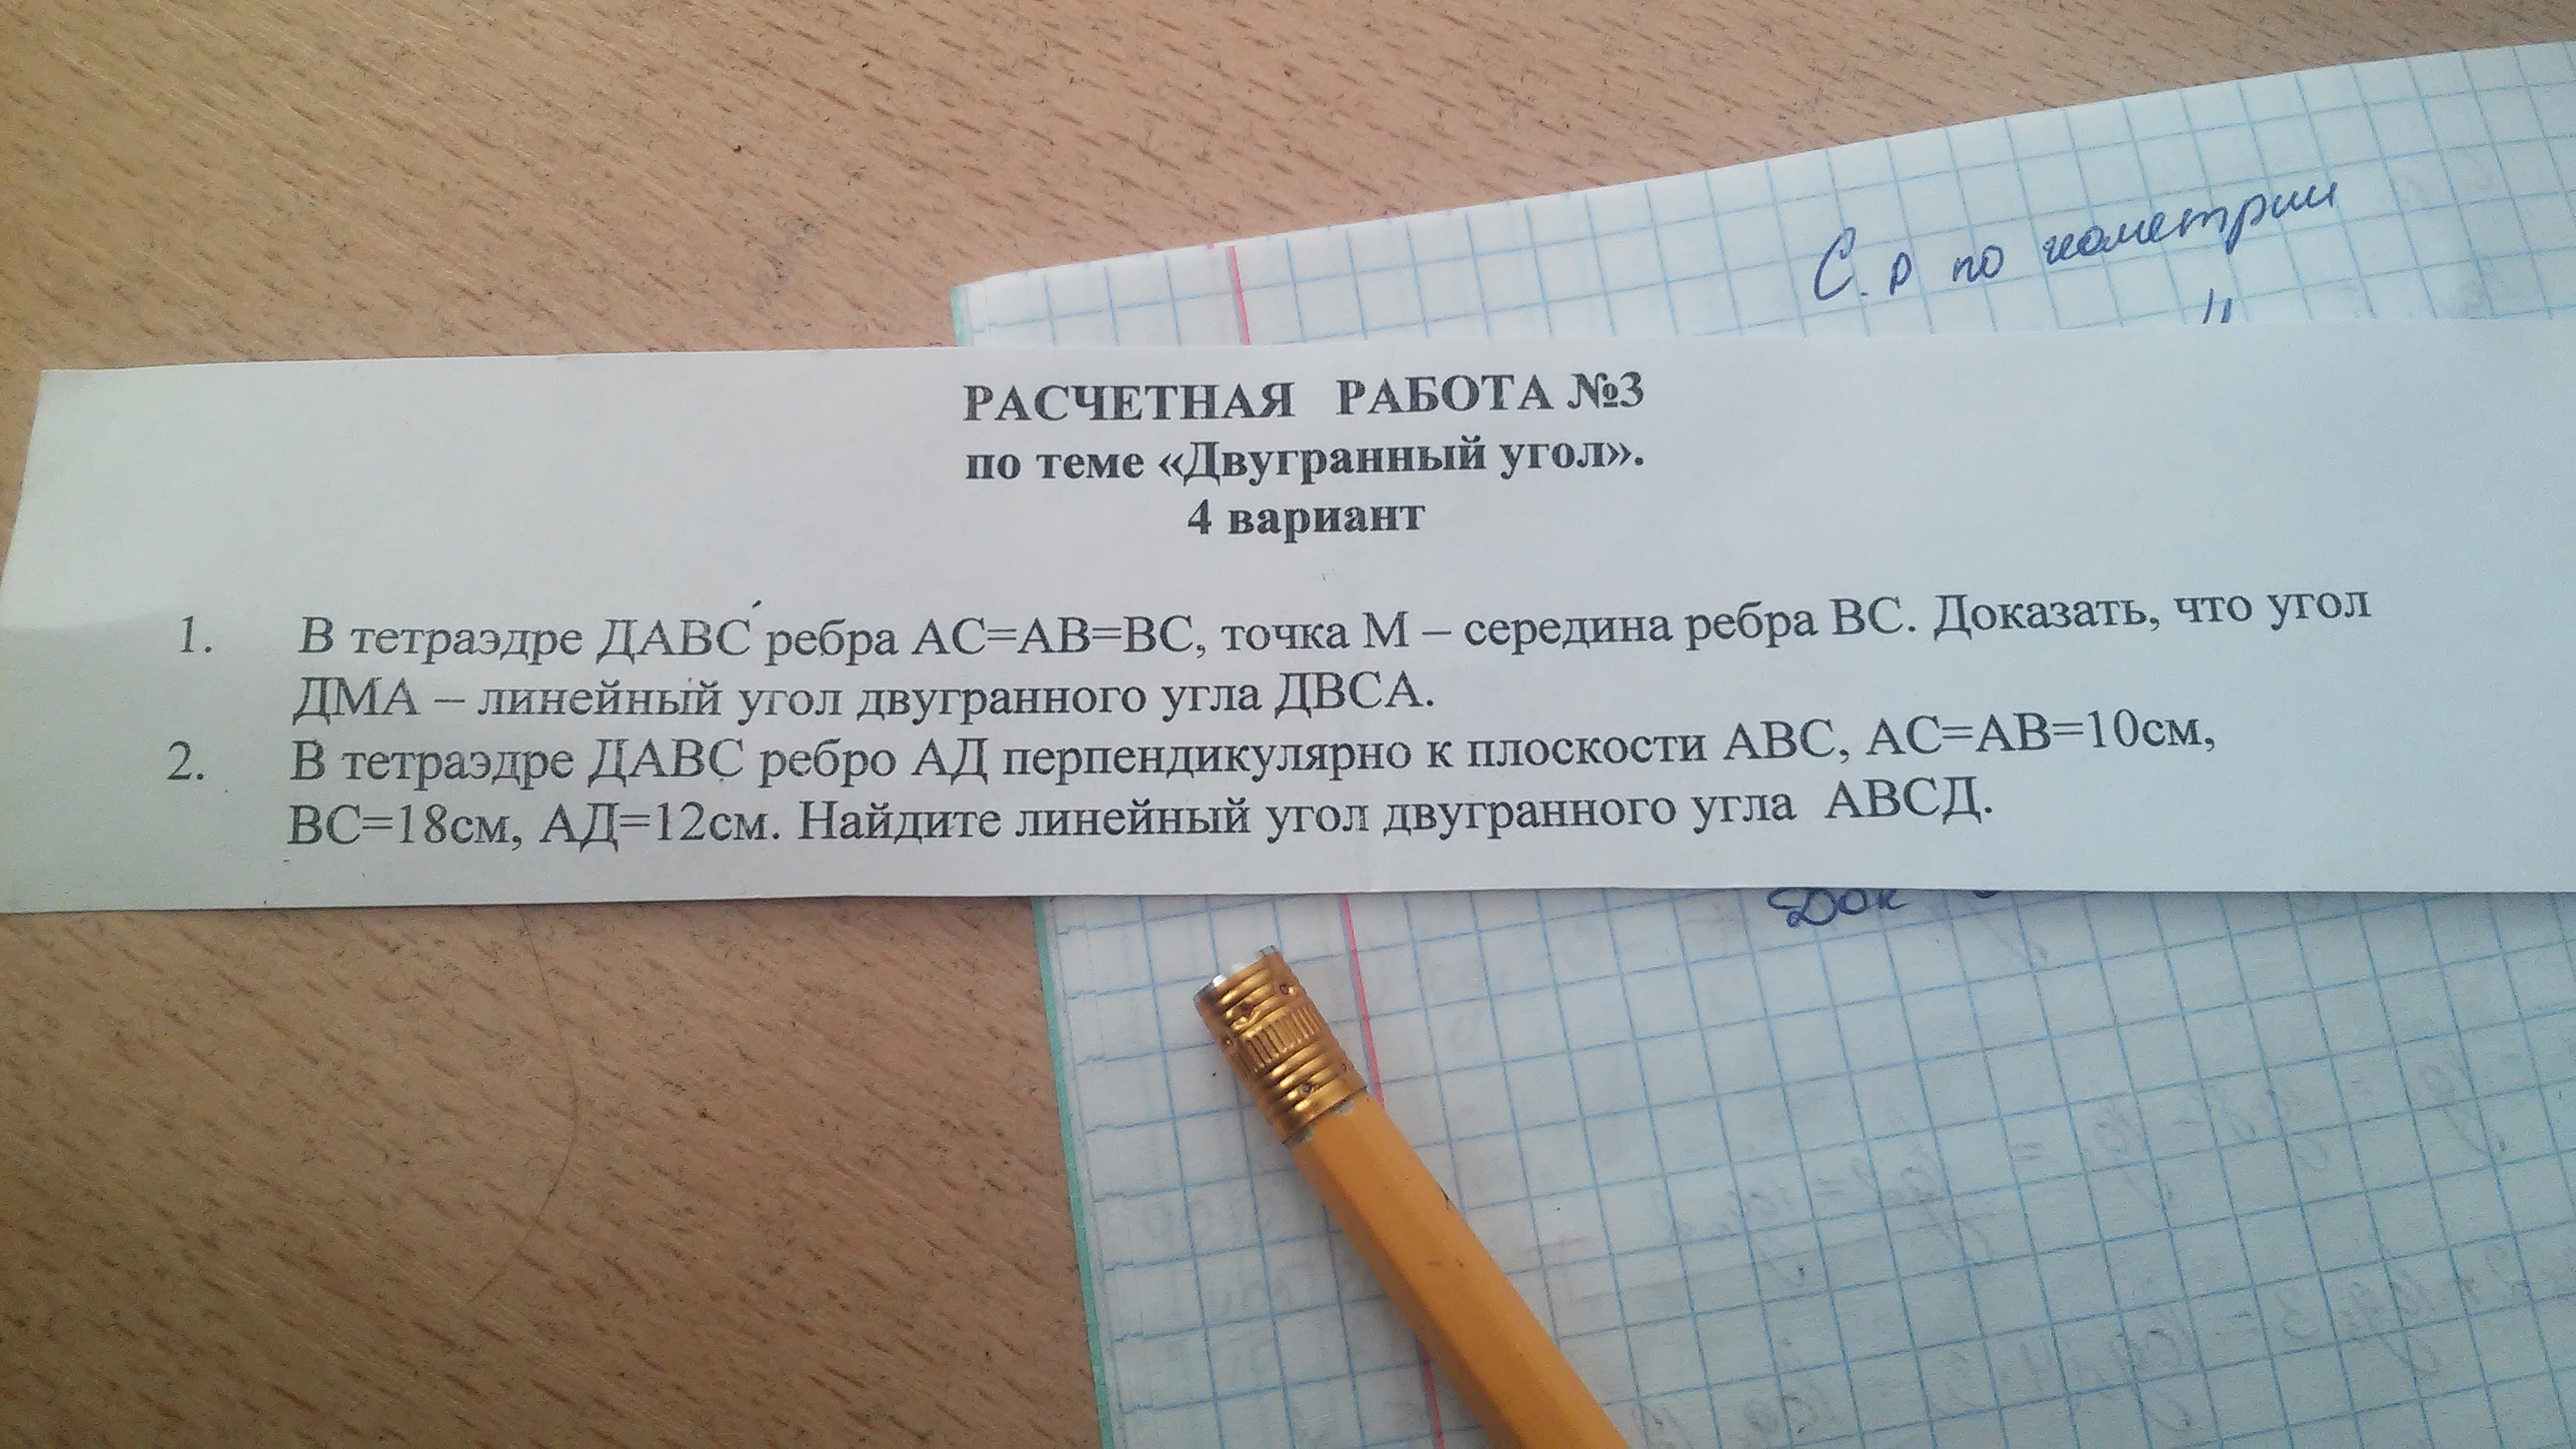 С. р по геометрии
РАСЧЕТНАЯ РАБОТА №3
по теме «Двугранный угол».
4 вариант
1. В тетраэдре ДАВС ребра АС=АВ=ВС, точка М – середина ребра ВС. Доказать, что угол
ДМА – линейный угол двугранного угла ДВСА.
2. В тетраэдре ДАВС ребро АД перпендикулярно к плоскости АВС, АС=АВ=10см,
ВС=18см, АД=12см. Найдите линейный угол двугранного угла АВСД.
Док